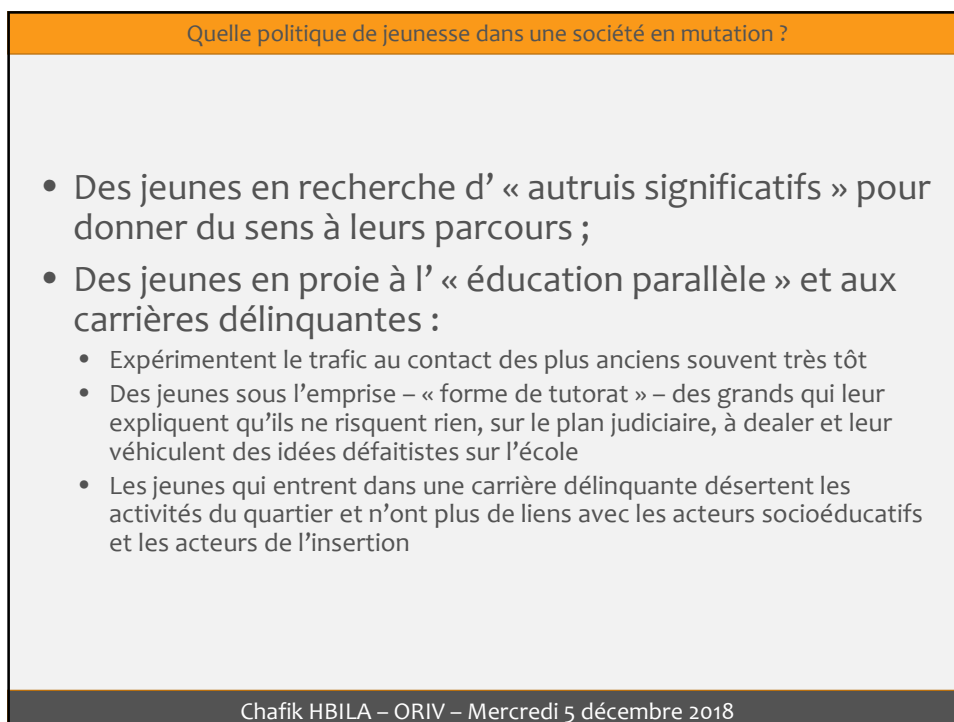 Quelle politique de jeunesse dans une société en mutation ?
• Des jeunes en recherche d’ « autruis significatifs » pour
donner du sens à leurs parcours ;
• Des jeunes en proie à l’ « éducation parallèle » et aux
carrières délinquantes :
• Expérimentent le trafic au contact des plus anciens souvent très tôt
• Des jeunes sous l’emprise – « forme de tutorat » – des grands qui leur
expliquent qu’ils ne risquent rien, sur le plan judiciaire, à dealer et leur
véhiculent des idées défaitistes sur l’école
• Les jeunes qui entrent dans une carrière délinquante désertent les
activités du quartier et n’ont plus de liens avec les acteurs socioéducatifs
et les acteurs de l’insertion
Chafik HBILA – ORIV – Mercredi 5 décembre 2018